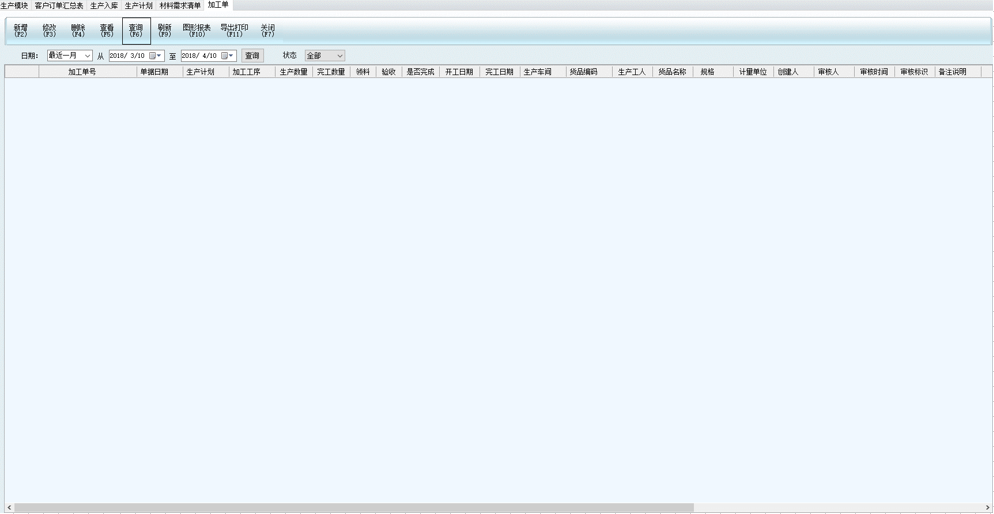 生产模块 客户订单汇总表 生产入库 生产计划 材料需求清单 加工单
新增 修改 删除 查看 查询 刷新 图形报表 导出打印 关闭
(F2) (F3) (F4) (F5) (F6) (F9) (F10) (F11) (F7)
日期: 最近一月 从 2018/ 3/10 至 2018/ 4/10 查询 状态 全部
加工单号 单据日期 生产计划 加工工序 生产数量 完工数量 领料 验收 是否完成 开工日期 完工日期 生产车间 货品编码 生产工人 货品名称 规格 计量单位 创建人 审核人 审核时间 审核标识 备注说明